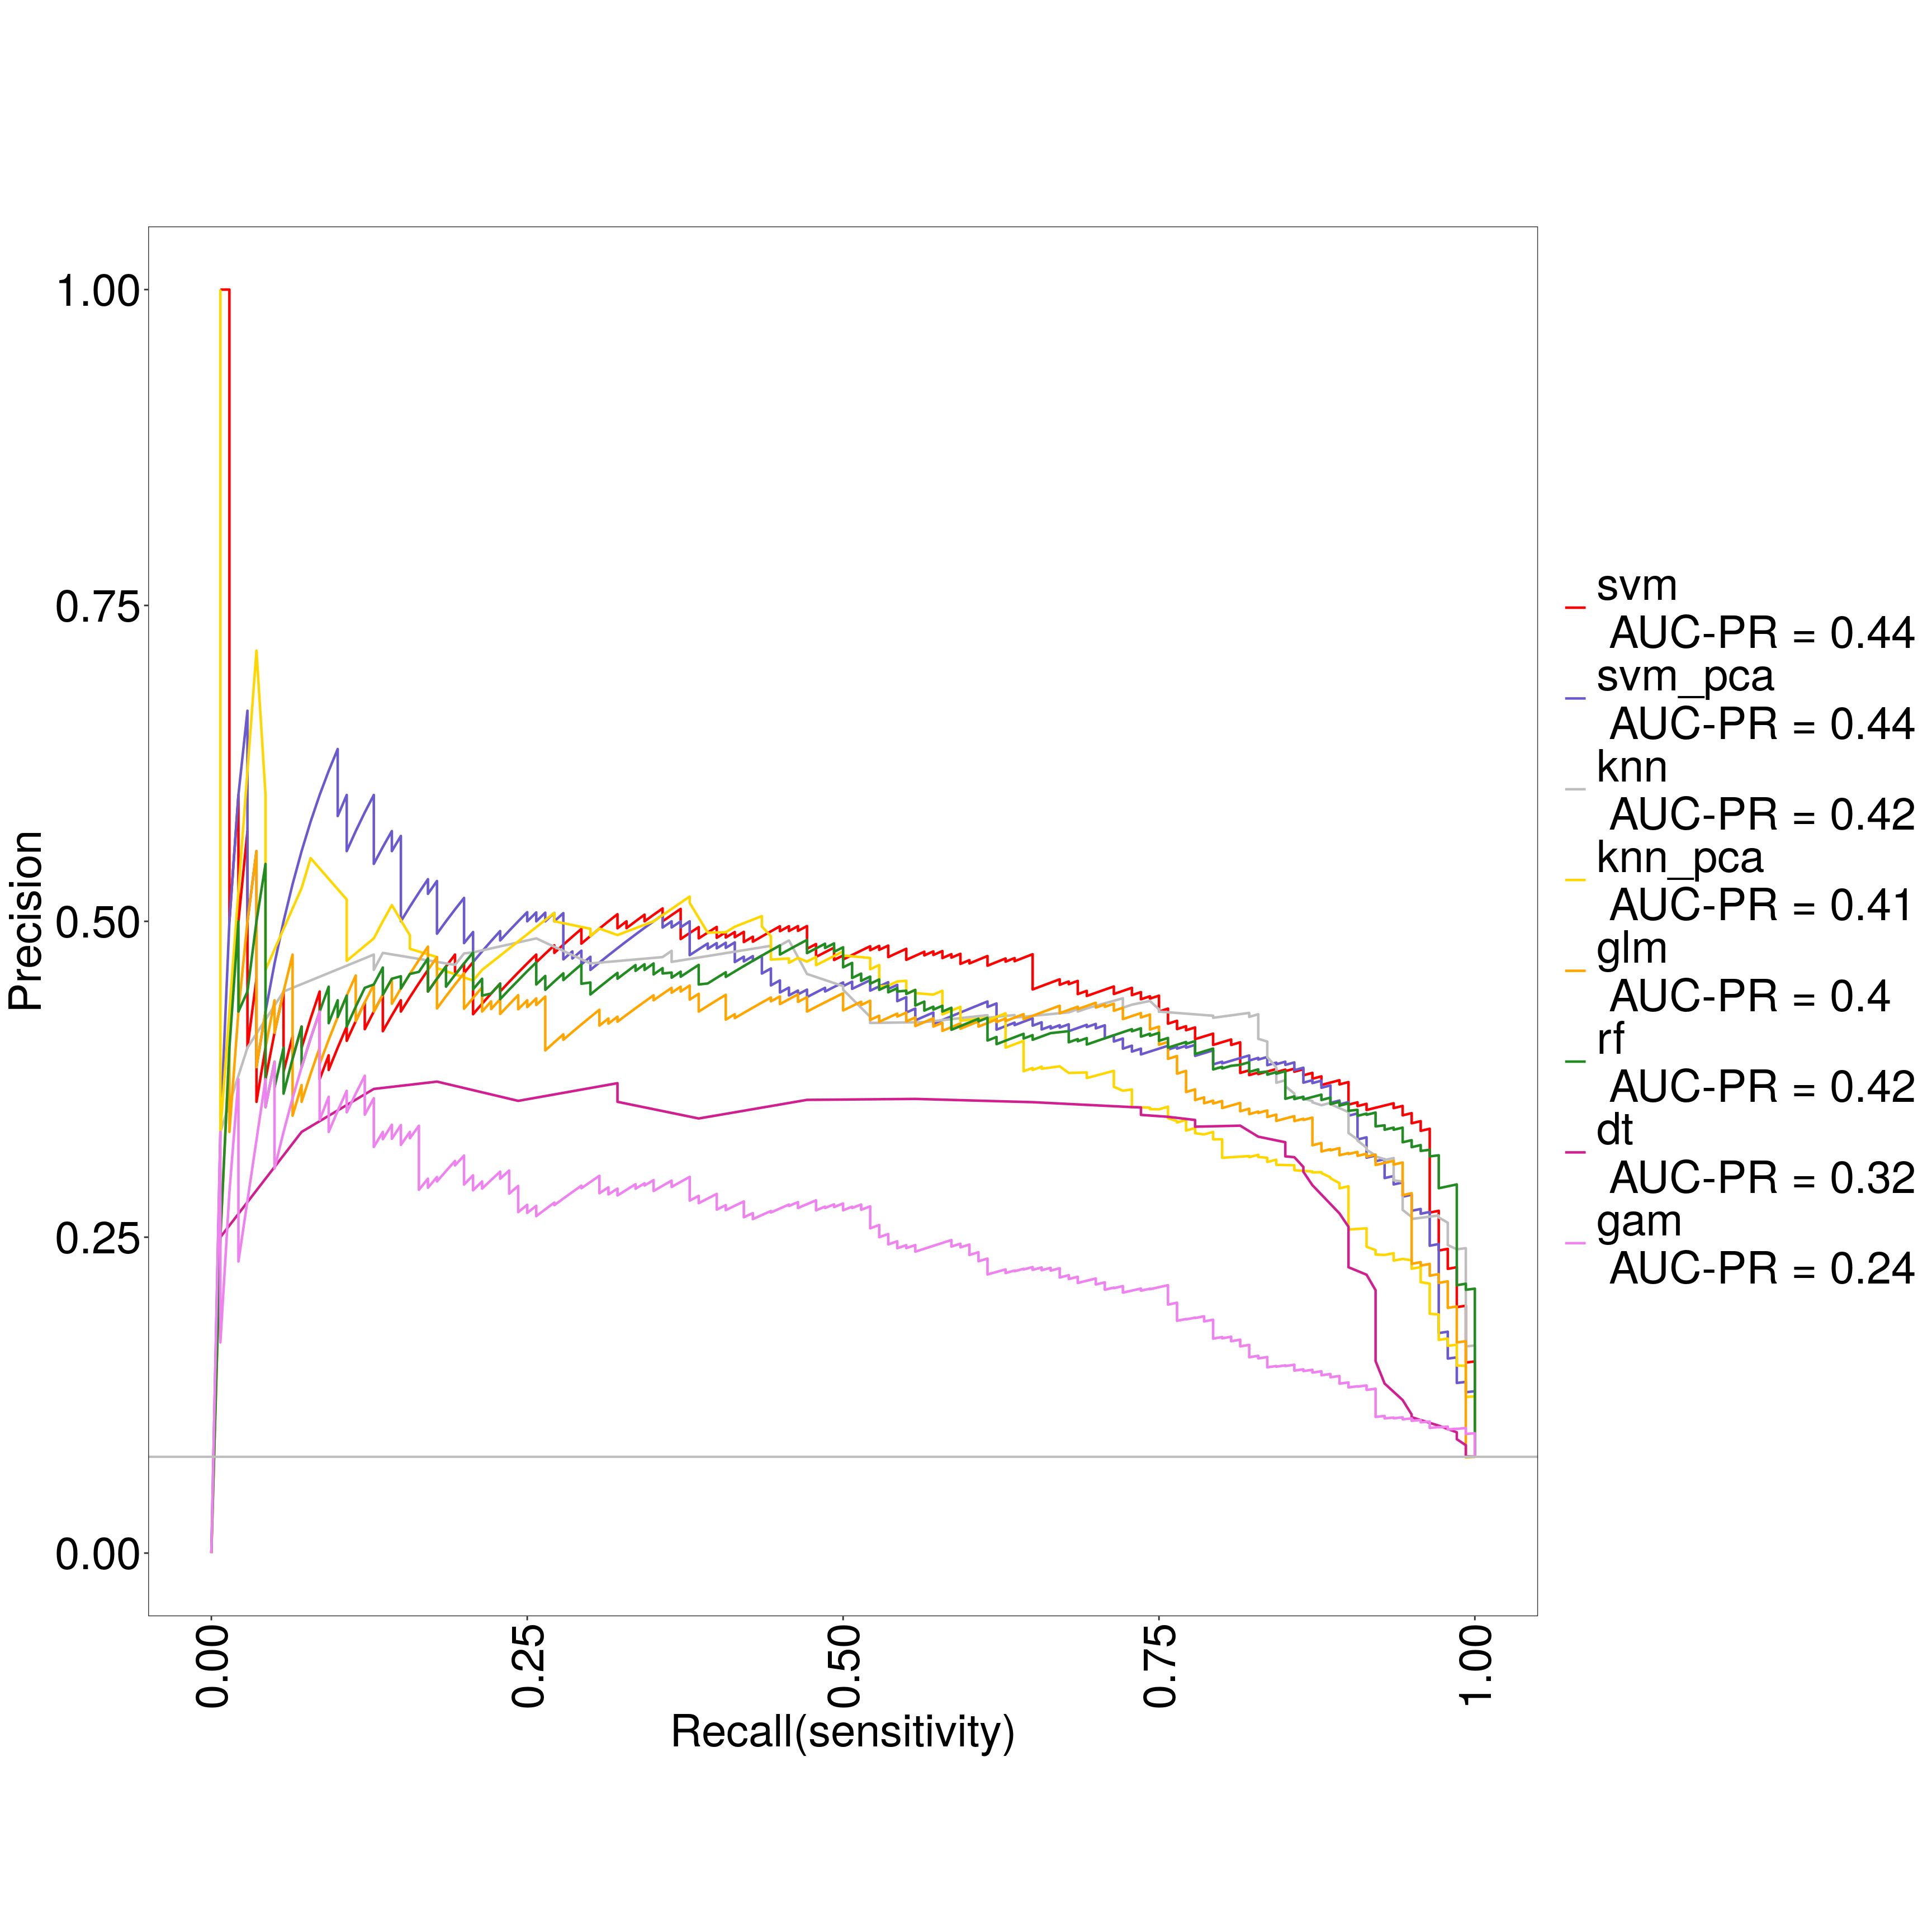 1.00
0.75
0.50
0.25
0.00
Precision
0.00
0.25
0.50
0.75
1.00
Recall(sensitivity)
svm
AUC-PR = 0.44
svm_pca
AUC-PR = 0.44
knn
AUC-PR = 0.42
knn_pca
AUC-PR = 0.41
glm
AUC-PR = 0.4
rf
AUC-PR = 0.42
dt
AUC-PR = 0.32
gam
AUC-PR = 0.24